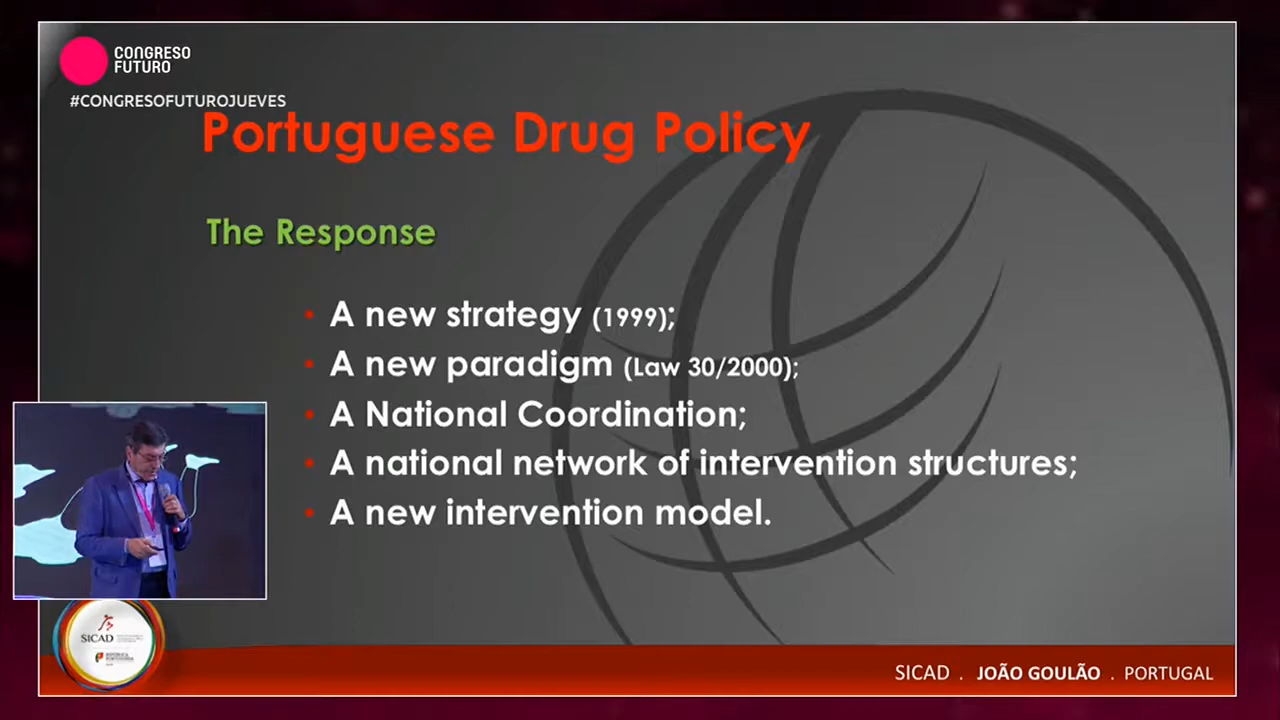 CONGRESO
FUTURO
#CONGRESOFUTUROJUEVES
Portuguese Drug Policy
The Response
• A new strategy (1999);
• A new paradigm (Law 30/2000);
• A National Coordination;
• A national network of intervention structures;
• A new intervention model.
SICAD
SICAD . JOÃO GOULÃO . PORTUGAL